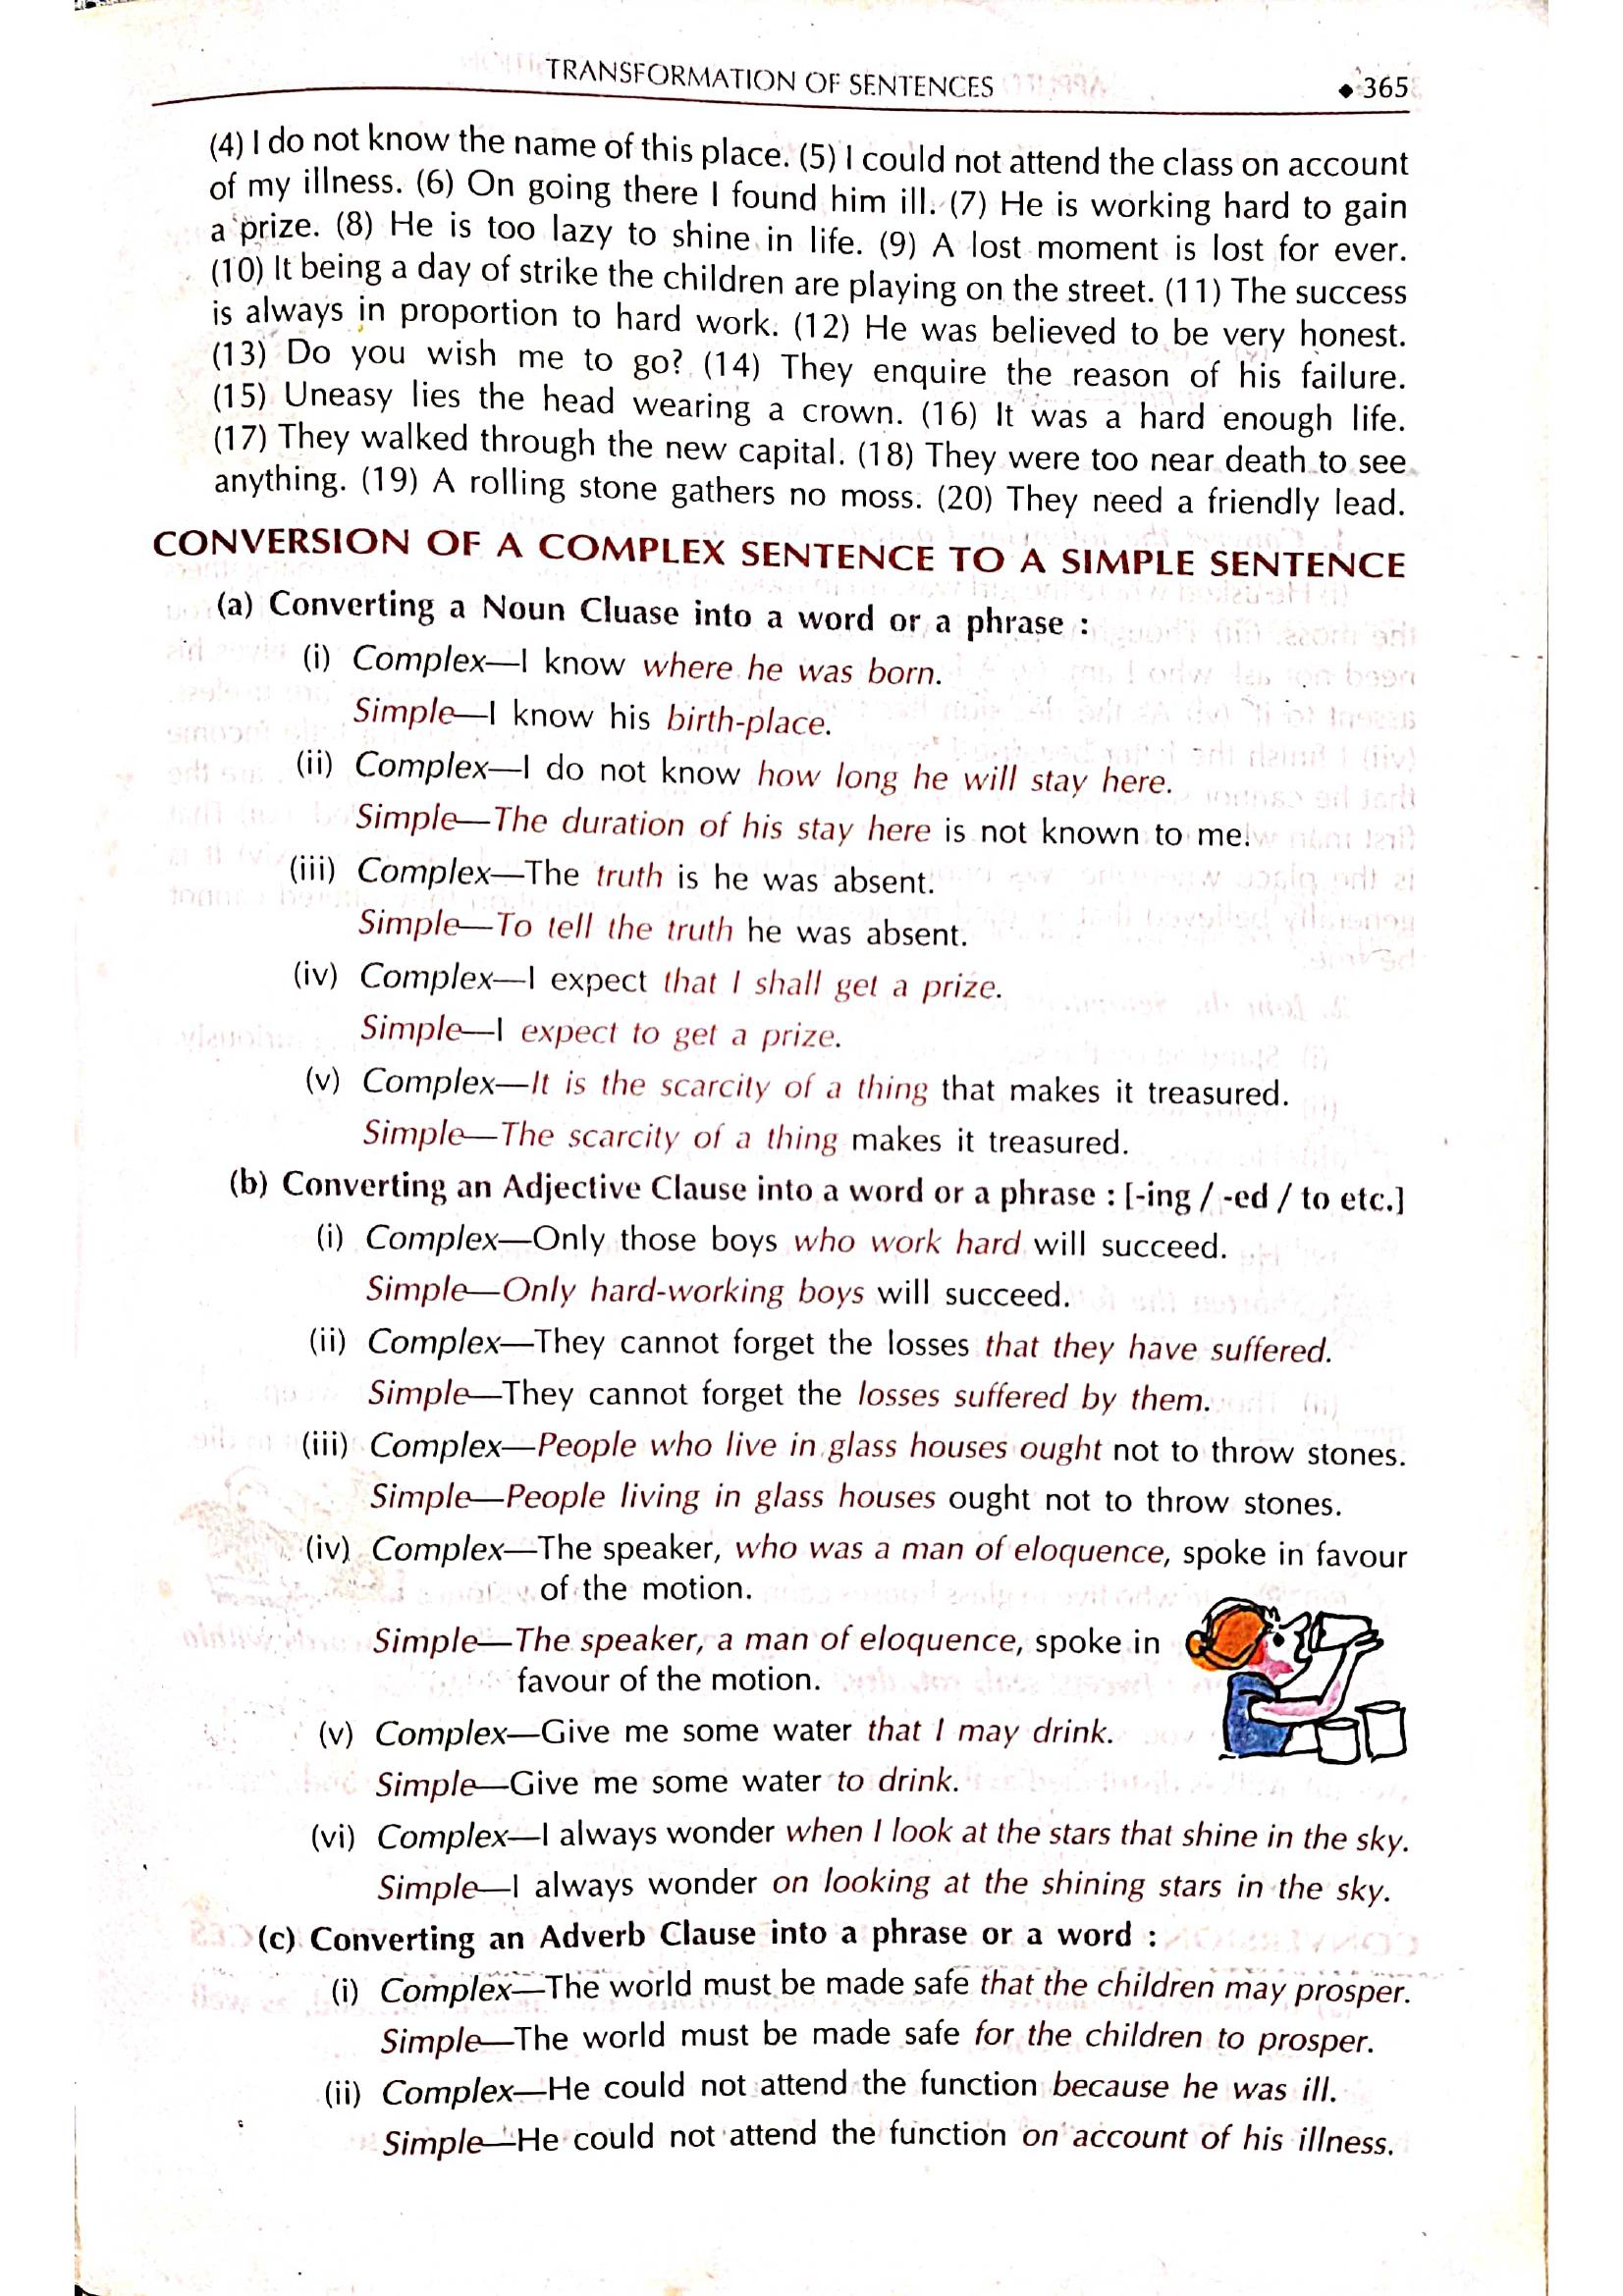 TRANSFORMATION OF SENTENCES ◆ 365
(4) I do not know the name of this place. (5) I could not attend the class on account
of my illness. (6) On going there I found him ill. (7) He is working hard to gain
a prize. (8) He is too lazy to shine in life. (9) A lost moment is lost for ever.
(10) It being a day of strike the children are playing on the street. (11) The success
is always in proportion to hard work. (12) He was believed to be very honest.
(13) Do you wish me to go? (14) They enquire the reason of his failure.
(15) Uneasy lies the head wearing a crown. (16) It was a hard enough life.
(17) They walked through the new capital. (18) They were too near death to see
anything. (19) A rolling stone gathers no moss. (20) They need a friendly lead.
CONVERSION OF A COMPLEX SENTENCE TO A SIMPLE SENTENCE
(a) Converting a Noun Cluase into a word or a phrase :
(i) Complex—I know where he was born.
Simple—I know his birth-place.
(ii) Complex—I do not know how long he will stay here.
Simple—The duration of his stay here is not known to me.
(iii) Complex—The truth is he was absent.
Simple—To tell the truth he was absent.
(iv) Complex—I expect that I shall get a prize.
Simple—I expect to get a prize.
(v) Complex—It is the scarcity of a thing that makes it treasured.
Simple—The scarcity of a thing makes it treasured.
(b) Converting an Adjective Clause into a word or a phrase : [-ing / -ed / to etc.]
(i) Complex—Only those boys who work hard will succeed.
Simple—Only hard-working boys will succeed.
(ii) Complex—They cannot forget the losses that they have suffered.
Simple—They cannot forget the losses suffered by them.
(iii) Complex—People who live in glass houses ought not to throw stones.
Simple—People living in glass houses ought not to throw stones.
(iv) Complex—The speaker, who was a man of eloquence, spoke in favour
of the motion.
Simple—The speaker, a man of eloquence, spoke in
favour of the motion.
(v) Complex—Give me some water that I may drink.
Simple—Give me some water to drink.
(vi) Complex—I always wonder when I look at the stars that shine in the sky.
Simple—I always wonder on looking at the shining stars in the sky.
(c) Converting an Adverb Clause into a phrase or a word :
(i) Complex—The world must be made safe that the children may prosper.
Simple—The world must be made safe for the children to prosper.
(ii) Complex—He could not attend the function because he was ill.
Simple—He could not attend the function on account of his illness.